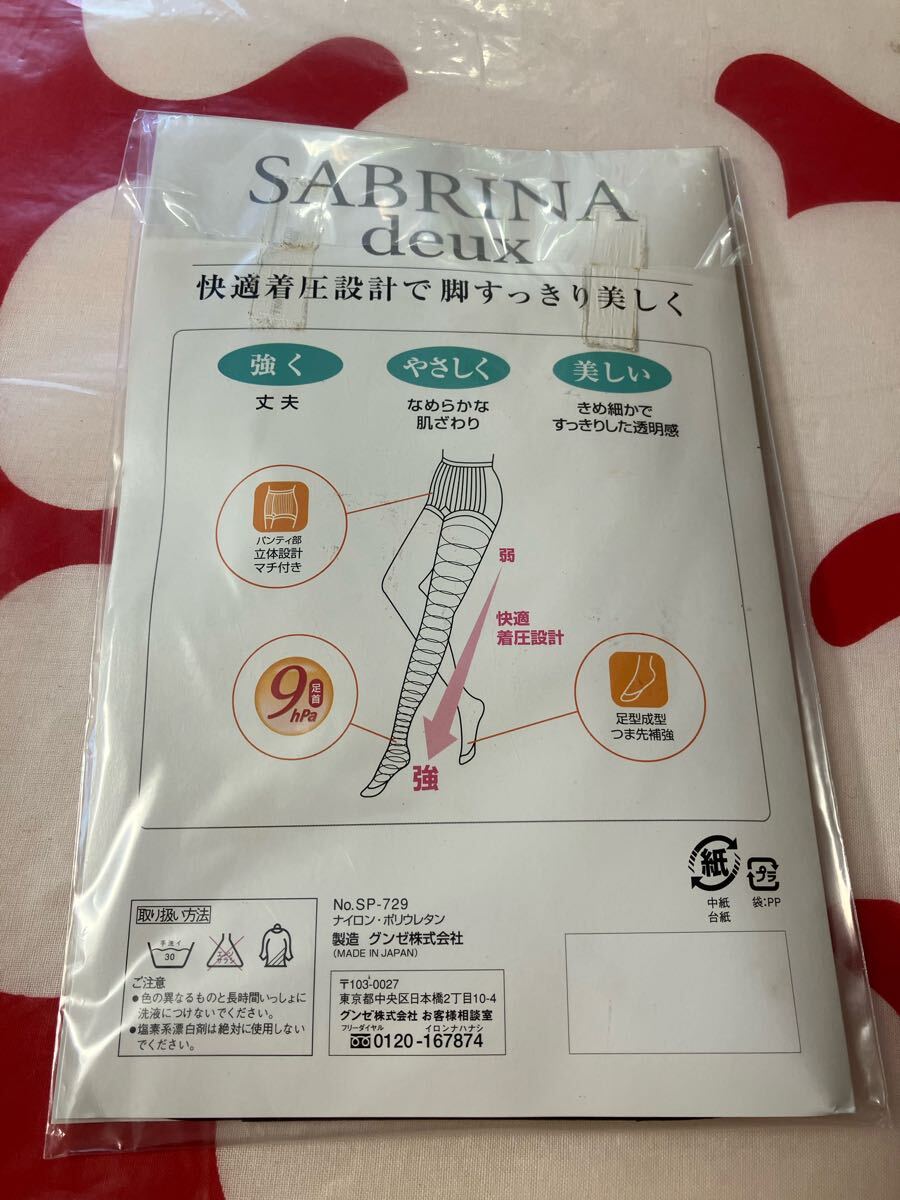 SABRINA
deux
快適着圧設計で 脚すっきり美しく
強く
丈夫
やさしく
なめらかな
肌ざわり
美しい
きめ細かで
すっきりした透明感
パンティ部
立体設計
マチ付き
弱
快適
着圧設計
9hPa
足首
足型成型
つま先補強
強
紙
プラ
中紙
台紙
袋:PP
取り扱い方法
手洗イ
30
エンソ
サラシ
ご注意
●色の異なるものと長時間いっしょに
洗液につけないでください。
●塩素系漂白剤は絶対に使用しない
でください。
No.SP-729
ナイロン・ポリウレタン
製造 グンゼ株式会社
(MADE IN JAPAN)
〒103-0027
東京都中央区日本橋2丁目10-4
グンゼ株式会社 お客様相談室
フリーダイヤル イロンナハナシ
0120-167874